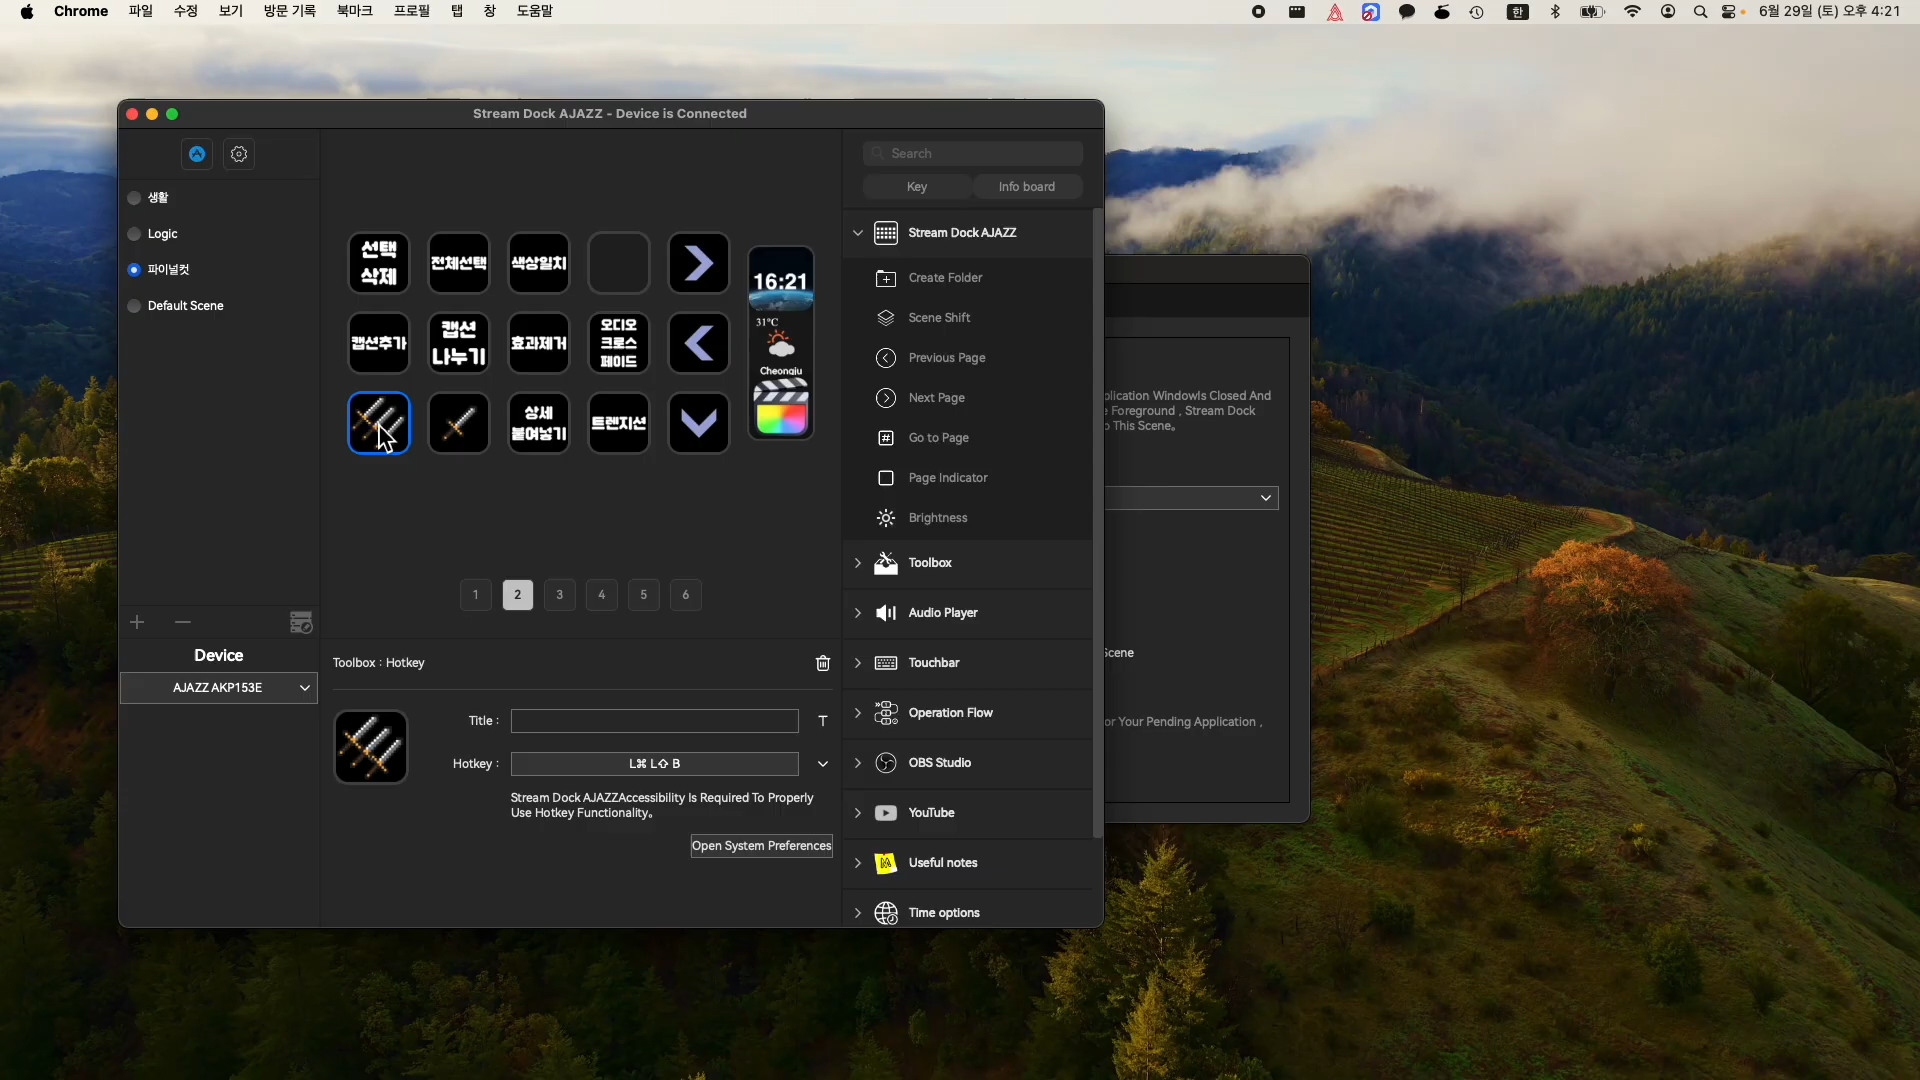 Chrome 파일 수정 보기 방문 기록 북마크 프로필 탭 창 도움말 한 6월 29일 (토) 오후 4:21
Stream Dock AJAZZ - Device is Connected
생활
Logic
파이널컷
Default Scene
Device
AJAZZ AKP153E
선택
삭제
전체선택
색상일치
캡션추가
캡션
나누기
효과제거
오디오
크로스
페이드
상세
붙여넣기
트렌지션
16:21
31°C
Cheongju
1 2 3 4 5 6
Toolbox : Hotkey
Title :
T
Hotkey :
L⌘ L⇧ B
Stream Dock AJAZZAccessibility Is Required To Properly
Use Hotkey Functionality。
Open System Preferences
Search
Key Info board
Stream Dock AJAZZ
Create Folder
Scene Shift
Previous Page
Next Page
Go to Page
Page Indicator
Brightness
Toolbox
Audio Player
Touchbar
Operation Flow
OBS Studio
YouTube
Useful notes
Time options
plication Windowls Closed And
Foreground , Stream Dock
This Scene。
Scene
or Your Pending Application ,